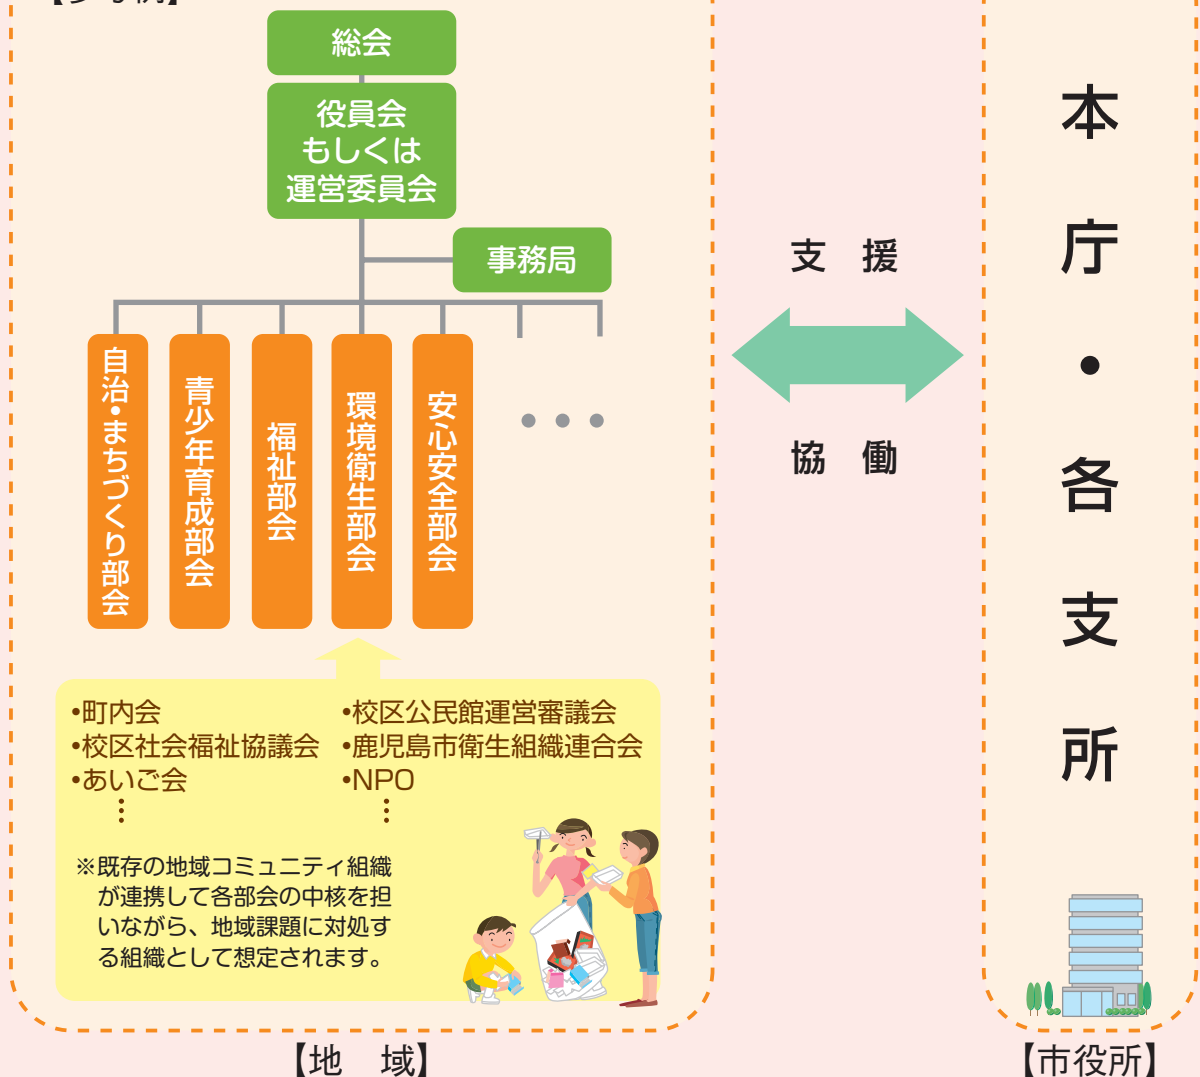 総会
役員会
もしくは
運営委員会
事務局
自治・まちづくり部会
青少年育成部会
福祉部会
環境衛生部会
安心安全部会
・・・
•町内会
•校区社会福祉協議会
•あいご会
⋮
•校区公民館運営審議会
•鹿児島市衛生組織連合会
•NPO
⋮
※既存の地域コミュニティ組織
が連携して各部会の中核を担
いながら、地域課題に対処す
る組織として想定されます。
【地　域】
支　援
協　働
本庁・各支所
【市役所】